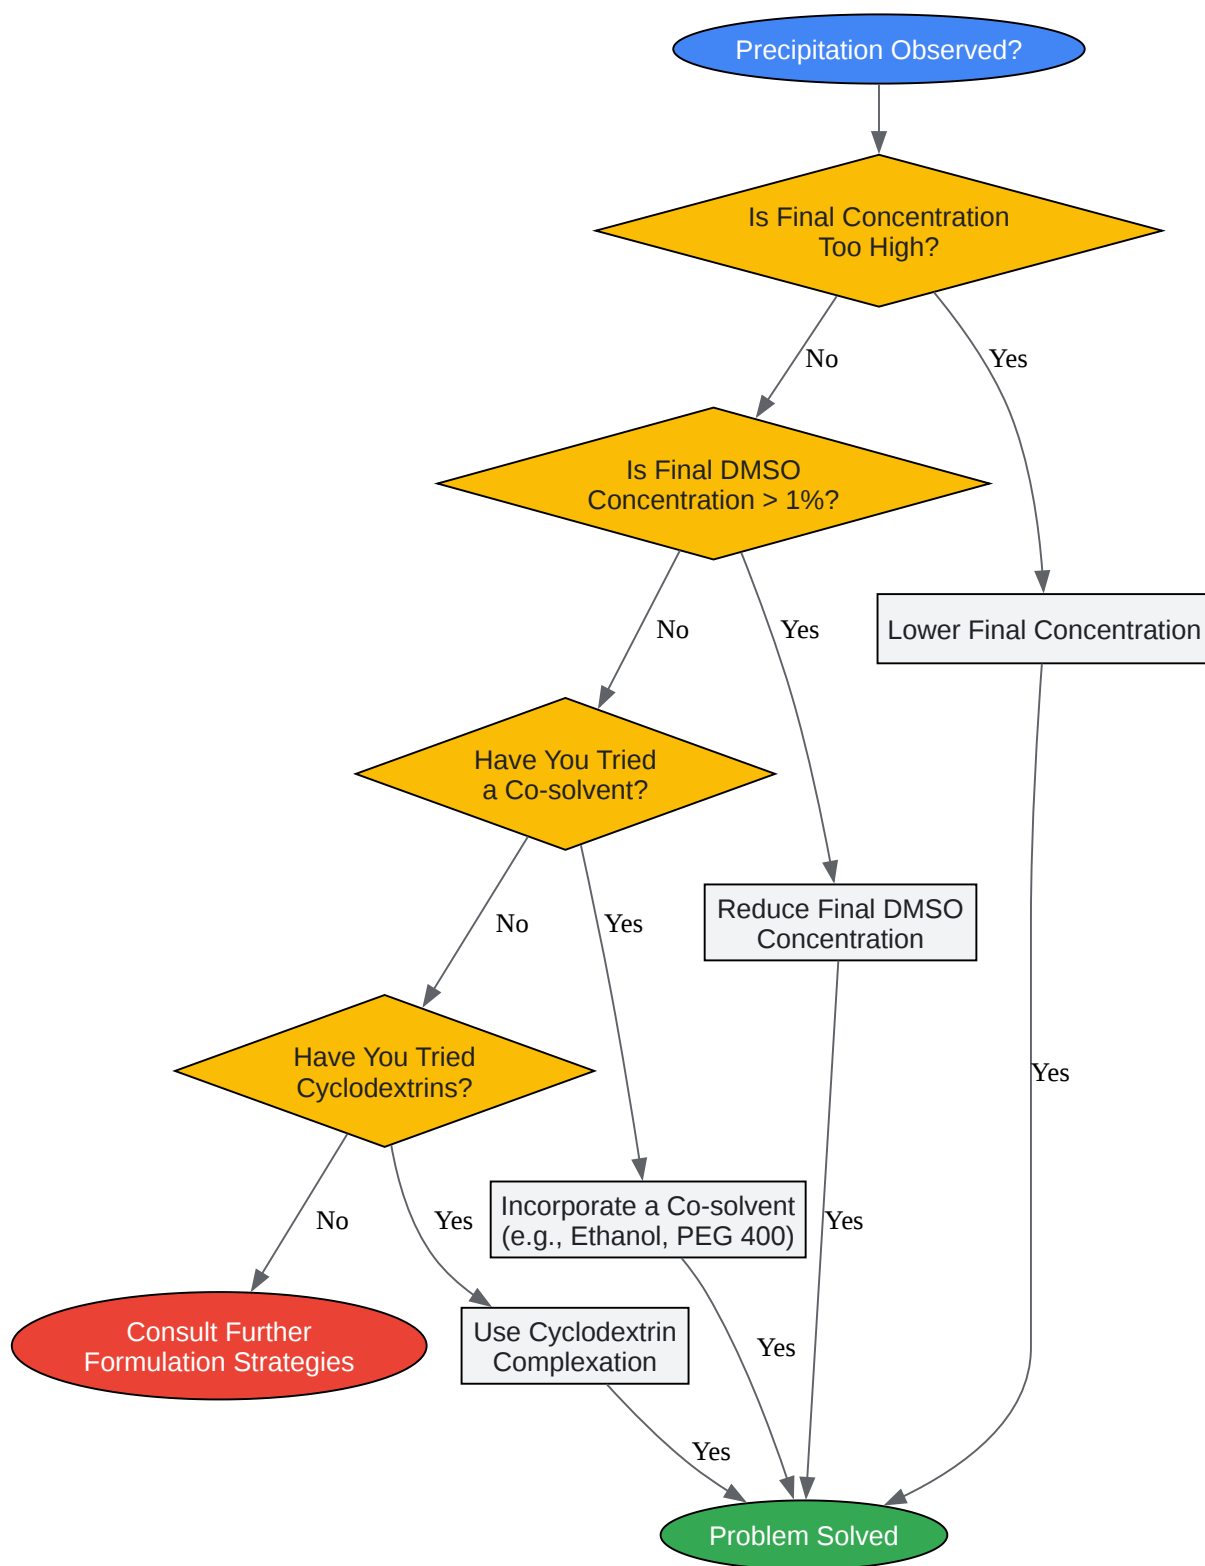 Precipitation Observed?
Is Final Concentration
Too High?
No
Yes
Is Final DMSO
Concentration > 1%?
No
Yes
Lower Final Concentration
Have You Tried
a Co-solvent?
No
Yes
Reduce Final DMSO
Concentration
Have You Tried
Cyclodextrins?
Yes
No
Yes
Incorporate a Co-solvent
(e.g., Ethanol, PEG 400)
Yes
Consult Further
Formulation Strategies
Use Cyclodextrin
Complexation
Yes
Yes
Problem Solved